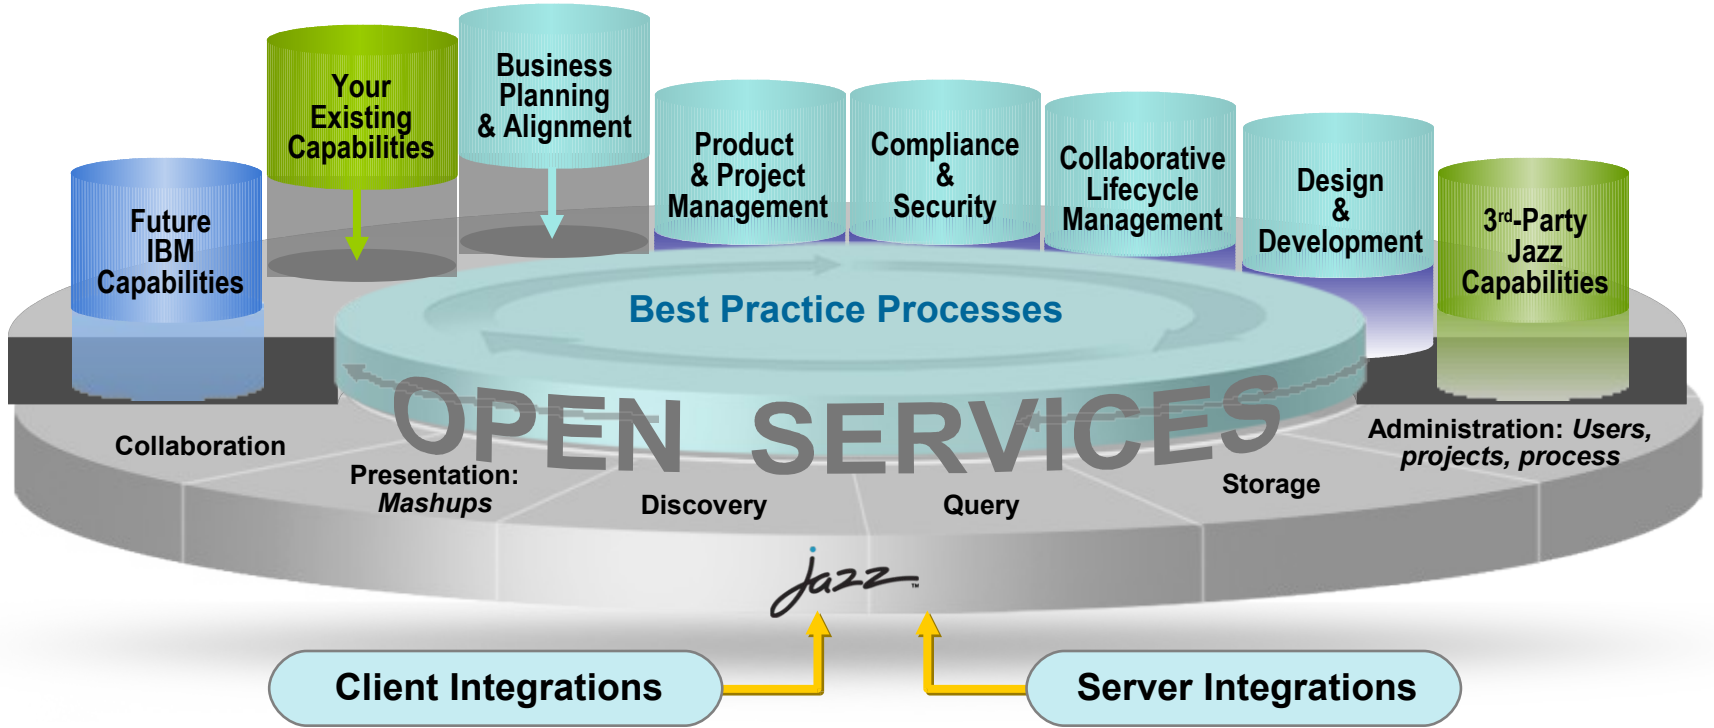 Future
IBM
Capabilities
Your
Existing
Capabilities
Business
Planning
& Alignment
Product
& Project
Management
Compliance
&
Security
Collaborative
Lifecycle
Management
Design
&
Development
3rd-Party
Jazz
Capabilities
Best Practice Processes
OPEN SERVICES
Collaboration
Presentation:
Mashups
Discovery
Query
Storage
Administration: Users,
projects, process
jazz™
Client Integrations
Server Integrations